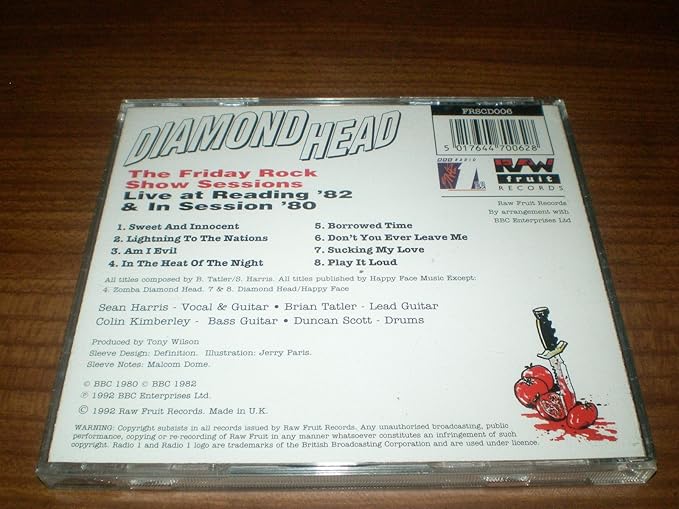 DIAMOND HEAD
The Friday Rock
Show Sessions
Live at Reading '82
& In Session '80
FRSCD006
5 017644 700628
BBC RADIO
RAW
fruit
RECORDS
Raw Fruit Records
By arrangement with
BBC Enterprises Ltd
1. Sweet And Innocent
2. Lightning To The Nations
3. Am I Evil
4. In The Heat Of The Night
5. Borrowed Time
6. Don't You Ever Leave Me
7. Sucking My Love
8. Play It Loud
All titles composed by B. Tatler/S. Harris. All titles published by Happy Face Music Except:
4. Zomba Diamond Head. 7 & 8. Diamond Head/Happy Face
Sean Harris - Vocal & Guitar • Brian Tatler - Lead Guitar
Colin Kimberley - Bass Guitar • Duncan Scott - Drums
Produced by Tony Wilson
Sleeve Design: Definition. Illustration: Jerry Paris.
Sleeve Notes: Malcom Dome.
© BBC 1980 © BBC 1982
℗ 1992 BBC Enterprises Ltd.
© 1992 Raw Fruit Records. Made in U.K.
WARNING: Copyright subsists in all records issued by Raw Fruit Records. Any unauthorised broadcasting, public
performance, copying or re-recording of Raw Fruit in any manner whatsoever constitutes an infringement of such
copyright. Radio 1 and Radio 1 logo are trademarks of the British Broadcasting Corporation and are used under licence.